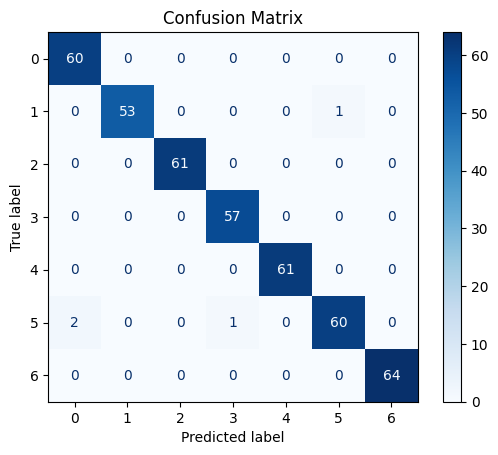 Confusion Matrix
True label
0 60 0 0 0 0 0 0
1 0 53 0 0 0 1 0
2 0 0 61 0 0 0 0
3 0 0 0 57 0 0 0
4 0 0 0 0 61 0 0
5 2 0 0 1 0 60 0
6 0 0 0 0 0 0 64
0 1 2 3 4 5 6
Predicted label
60
50
40
30
20
10
0